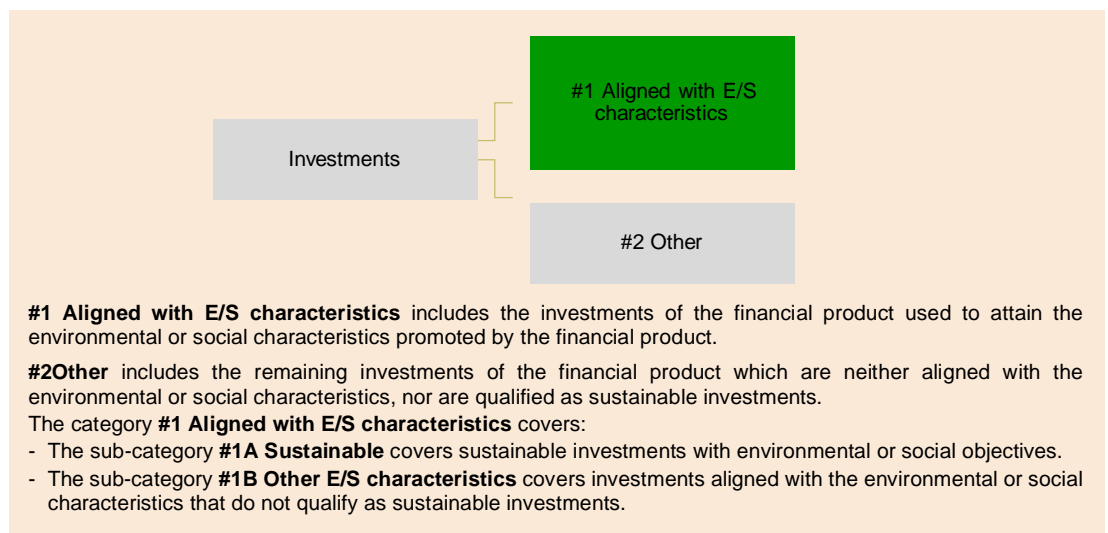 #1 Aligned with E/S
characteristics
Investments
#2 Other
#1 Aligned with E/S characteristics includes the investments of the financial product used to attain the
environmental or social characteristics promoted by the financial product.
#2Other includes the remaining investments of the financial product which are neither aligned with the
environmental or social characteristics, nor are qualified as sustainable investments.
The category #1 Aligned with E/S characteristics covers:
- The sub-category #1A Sustainable covers sustainable investments with environmental or social objectives.
- The sub-category #1B Other E/S characteristics covers investments aligned with the environmental or social
characteristics that do not qualify as sustainable investments.